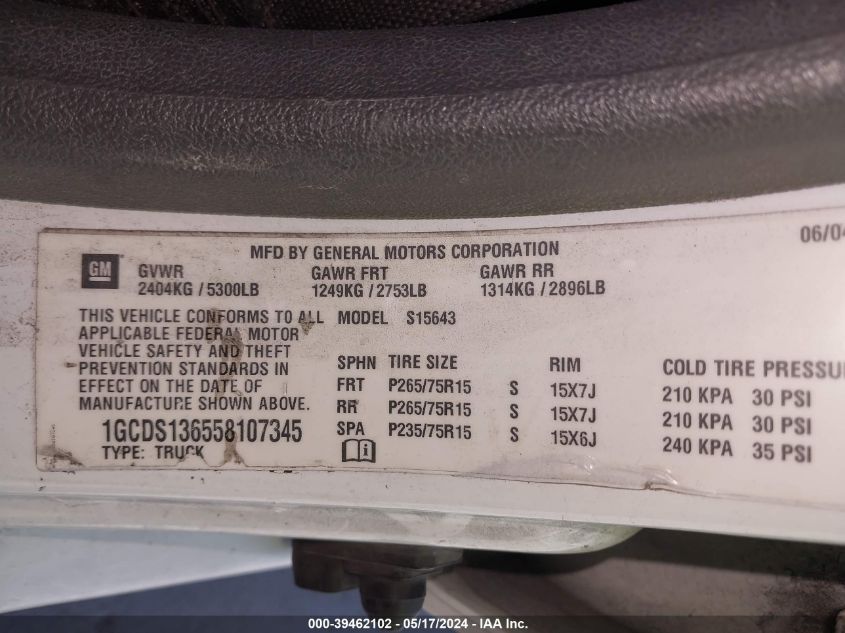 06/04
MFD BY GENERAL MOTORS CORPORATION
GM
GVWR GAWR FRT GAWR RR
2404KG / 5300LB 1249KG / 2753LB 1314KG / 2896LB
THIS VEHICLE CONFORMS TO ALL
APPLICABLE FEDERAL MOTOR
VEHICLE SAFETY AND THEFT
PREVENTION STANDARDS IN
EFFECT ON THE DATE OF
MANUFACTURE SHOWN ABOVE.
1GCDS136558107345
TYPE: TRUCK
MODEL S15643
SPHN TIRE SIZE RIM COLD TIRE PRESSU
FRT P265/75R15 S 15X7J 210 KPA 30 PSI
RR P265/75R15 S 15X7J 210 KPA 30 PSI
SPA P235/75R15 S 15X6J 240 KPA 35 PSI
i
000-39462102 - 05/17/2024 - IAA Inc.